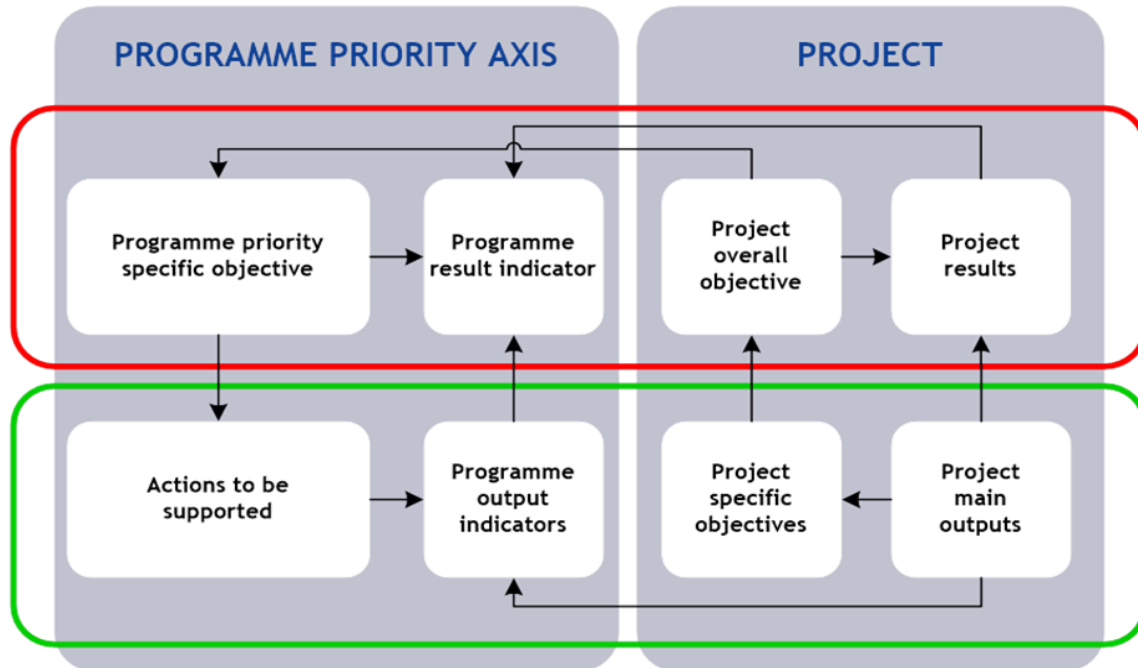 PROGRAMME PRIORITY AXIS
PROJECT
Programme priority
specific objective
Programme
result indicator
Project
overall
objective
Project
results
Actions to be
supported
Programme
output
indicators
Project
specific
objectives
Project
main
outputs